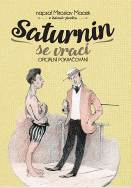 napsal Miroslav Macek
Saturnin
se vrací
OFICIÁLNÍ POKRAČOVÁNÍ